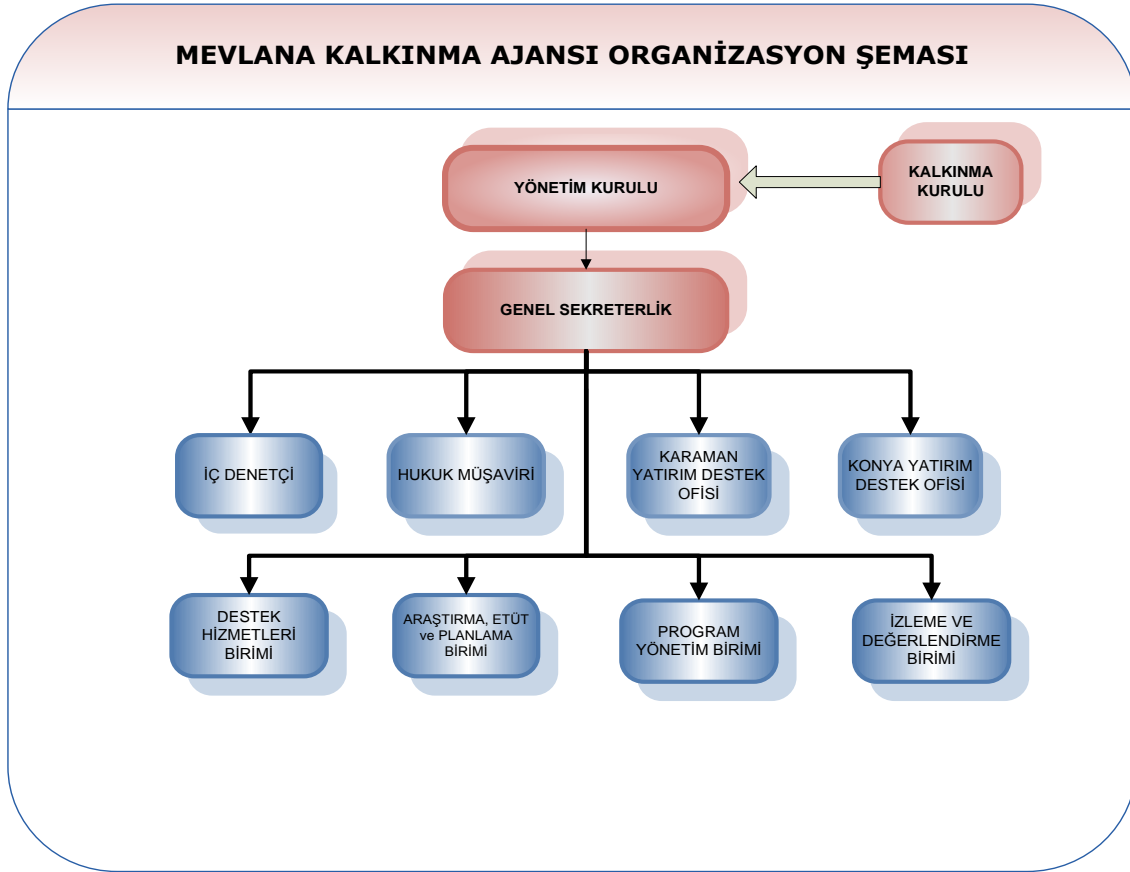 MEVLANA KALKINMA AJANSI ORGANİZASYON ŞEMASI
YÖNETİM KURULU
KALKINMA
KURULU
GENEL SEKRETERLİK
İÇ DENETÇİ
HUKUK MÜŞAVİRİ
KARAMAN
YATIRIM DESTEK
OFİSİ
KONYA YATIRIM
DESTEK OFİSİ
DESTEK
HİZMETLERİ
BİRİMİ
ARAŞTIRMA, ETÜT
ve PLANLAMA
BİRİMİ
PROGRAM
YÖNETİM BİRİMİ
İZLEME VE
DEĞERLENDİRME
BİRİMİ